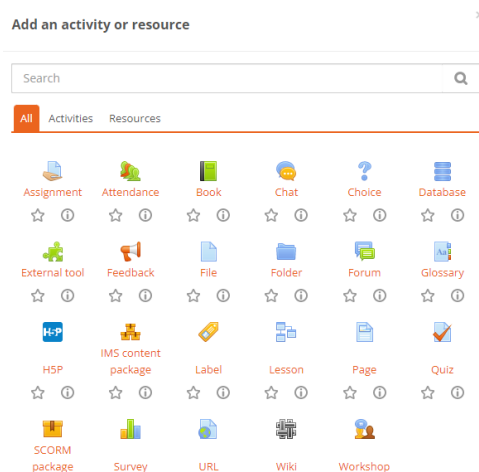 Add an activity or resource
Search
All Activities Resources
Assignment Attendance Book Chat Choice Database
Aa
External tool Feedback File Folder Forum Glossary
H-P
H5P IMS content package Label Lesson Page Quiz
SCORM package Survey URL Wiki Workshop